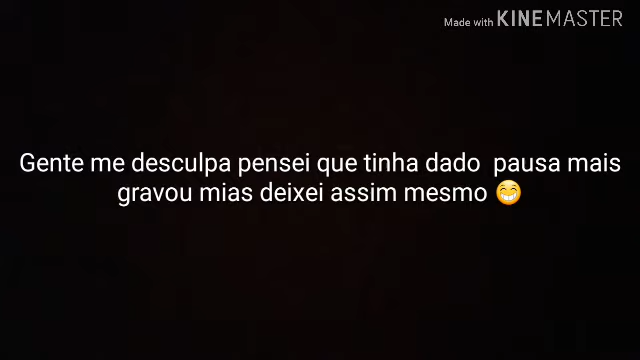 Made with KINEMASTER
Gente me desculpa pensei que tinha dado  pausa mais
gravou mias deixei assim mesmo 😁